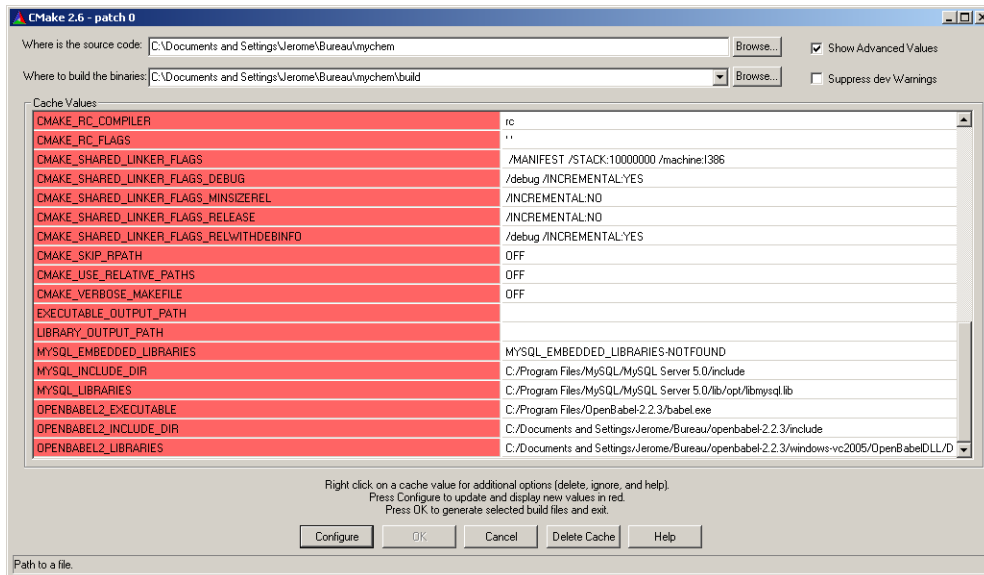 CMake 2.6 - patch 0
Where is the source code: C:\Documents and Settings\Jerome\Bureau\mychem Browse... Show Advanced Values
Where to build the binaries: C:\Documents and Settings\Jerome\Bureau\mychem\build Browse... Suppress dev Warnings
Cache Values
CMAKE_RC_COMPILER rc
CMAKE_RC_FLAGS ' '
CMAKE_SHARED_LINKER_FLAGS /MANIFEST /STACK:10000000 /machine:I386
CMAKE_SHARED_LINKER_FLAGS_DEBUG /debug /INCREMENTAL:YES
CMAKE_SHARED_LINKER_FLAGS_MINSIZEREL /INCREMENTAL:NO
CMAKE_SHARED_LINKER_FLAGS_RELEASE /INCREMENTAL:NO
CMAKE_SHARED_LINKER_FLAGS_RELWITHDEBINFO /debug /INCREMENTAL:YES
CMAKE_SKIP_RPATH OFF
CMAKE_USE_RELATIVE_PATHS OFF
CMAKE_VERBOSE_MAKEFILE OFF
EXECUTABLE_OUTPUT_PATH
LIBRARY_OUTPUT_PATH
MYSQL_EMBEDDED_LIBRARIES MYSQL_EMBEDDED_LIBRARIES-NOTFOUND
MYSQL_INCLUDE_DIR C:/Program Files/MySQL/MySQL Server 5.0/include
MYSQL_LIBRARIES C:/Program Files/MySQL/MySQL Server 5.0/lib/opt/libmysql.lib
OPENBABEL2_EXECUTABLE C:/Program Files/OpenBabel-2.2.3/babel.exe
OPENBABEL2_INCLUDE_DIR C:/Documents and Settings/Jerome/Bureau/openbabel-2.2.3/include
OPENBABEL2_LIBRARIES C:/Documents and Settings/Jerome/Bureau/openbabel-2.2.3/windows-vc2005/OpenBabelDLL/D
Right click on a cache value for additional options (delete, ignore, and help).
Press Configure to update and display new values in red.
Press OK to generate selected build files and exit.
Configure OK Cancel Delete Cache Help
Path to a file.